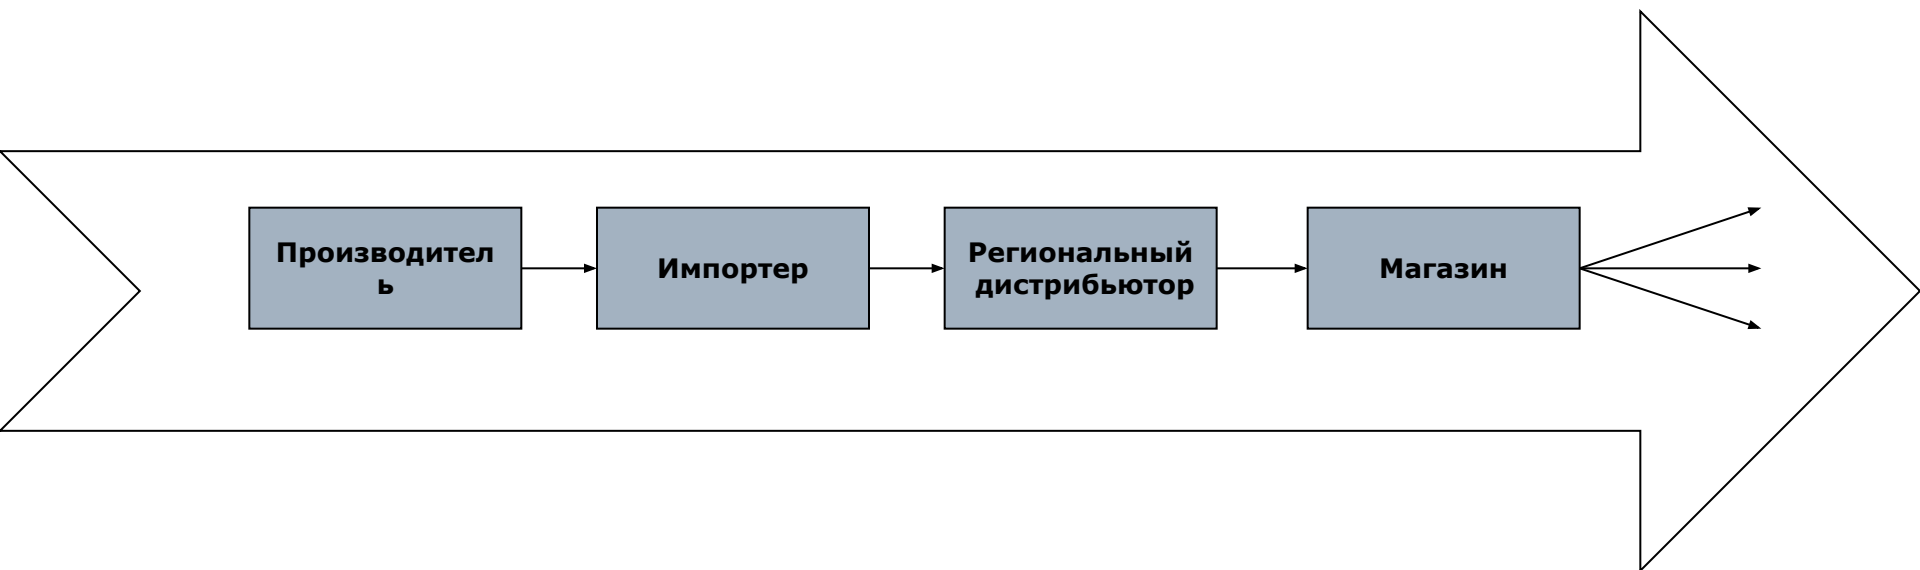 Производител
ь
Импортер
Региональный
дистрибьютор
Магазин